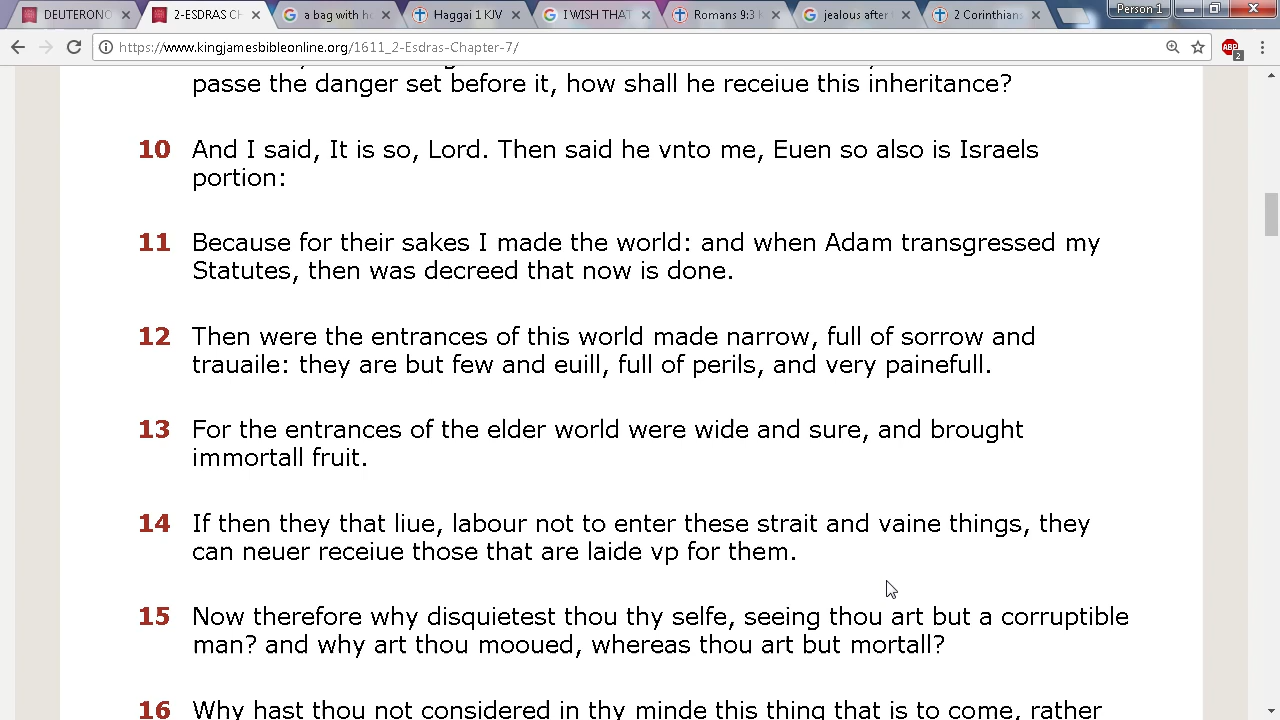 DEUTERONO
2-ESDRAS CH
a bag with ho
Haggai 1 KJV
I WISH THAT
Romans 9:3 K
jealous after
2 Corinthians
Person 1
https://www.kingjamesbibleonline.org/1611_2-Esdras-Chapter-7/
ABP
2
passe the danger set before it, how shall he receiue this inheritance?
10 And I said, It is so, Lord. Then said he vnto me, Euen so also is Israels
portion:
11 Because for their sakes I made the world: and when Adam transgressed my
Statutes, then was decreed that now is done.
12 Then were the entrances of this world made narrow, full of sorrow and
trauaile: they are but few and euill, full of perils, and very painefull.
13 For the entrances of the elder world were wide and sure, and brought
immortall fruit.
14 If then they that liue, labour not to enter these strait and vaine things, they
can neuer receiue those that are laide vp for them.
15 Now therefore why disquietest thou thy selfe, seeing thou art but a corruptible
man? and why art thou mooued, whereas thou art but mortall?
16 Why hast thou not considered in thy minde this thing that is to come, rather